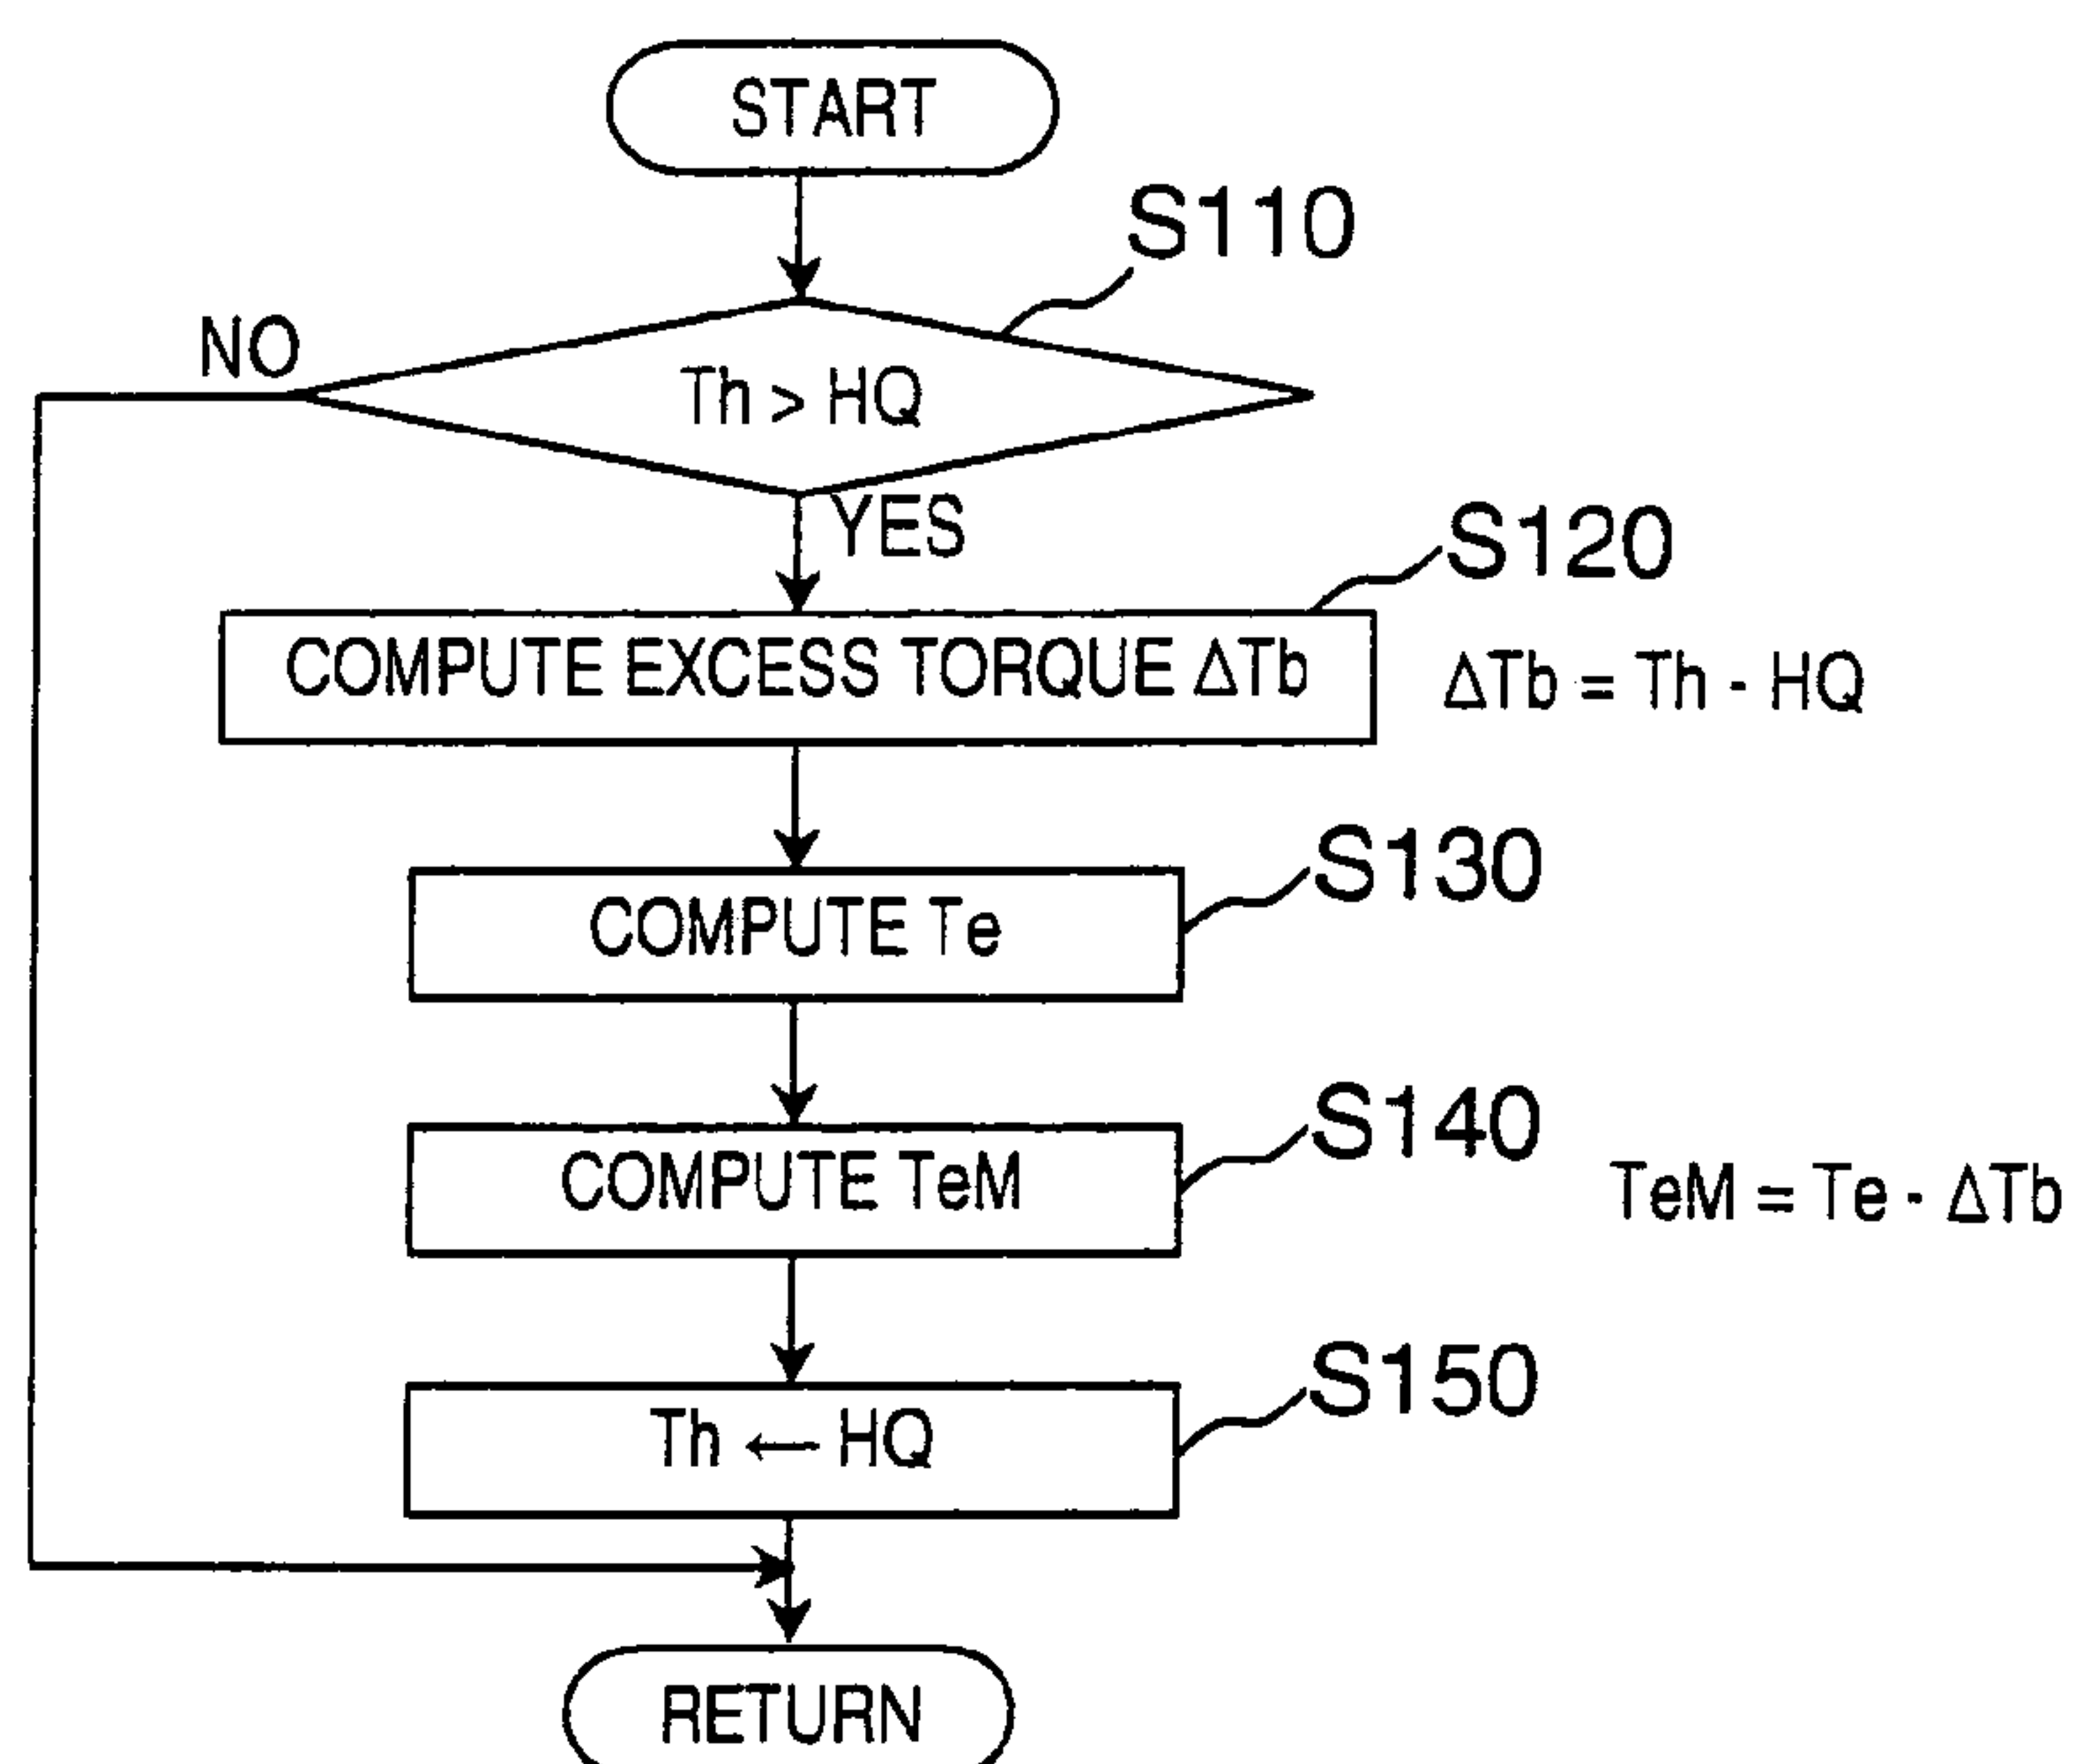 START
S110
NO
Th > HQ
YES
S120
COMPUTE EXCESS TORQUE ΔTb
ΔTb = Th - HQ
S130
COMPUTE Te
S140
COMPUTE TeM
TeM = Te - ΔTb
S150
Th ← HQ
RETURN